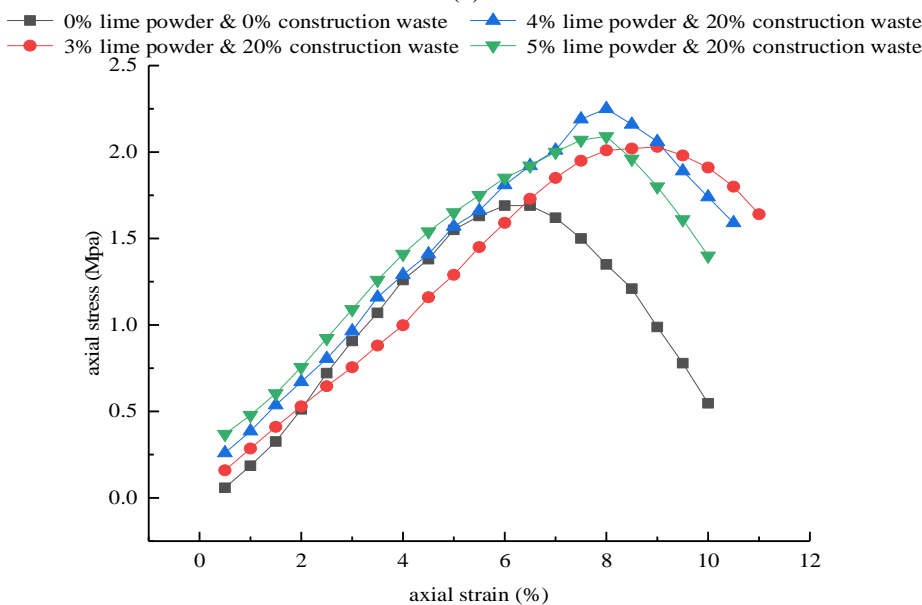 0% lime powder & 0% construction waste
4% lime powder & 20% construction waste
3% lime powder & 20% construction waste
5% lime powder & 20% construction waste
2.5
2.0
1.5
1.0
0.5
0.0
axial stress (Mpa)
0 2 4 6 8 10 12
axial strain (%)